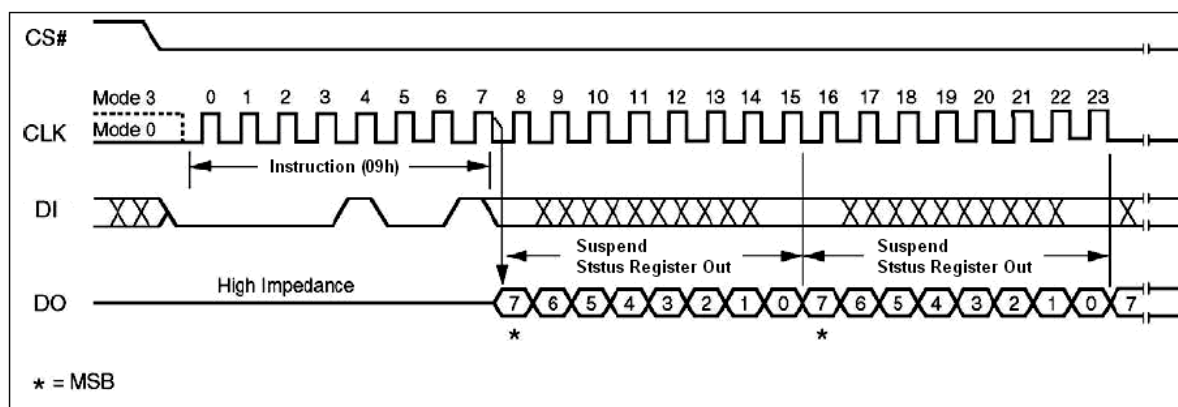 CS#
Mode 3 0 1 2 3 4 5 6 7 8 9 10 11 12 13 14 15 16 17 18 19 20 21 22 23
CLK Mode 0
Instruction (09h)
DI
Suspend Suspend
Ststus Register Out Ststus Register Out
High Impedance
DO 7 6 5 4 3 2 1 0 7 6 5 4 3 2 1 0 7
* *
* = MSB